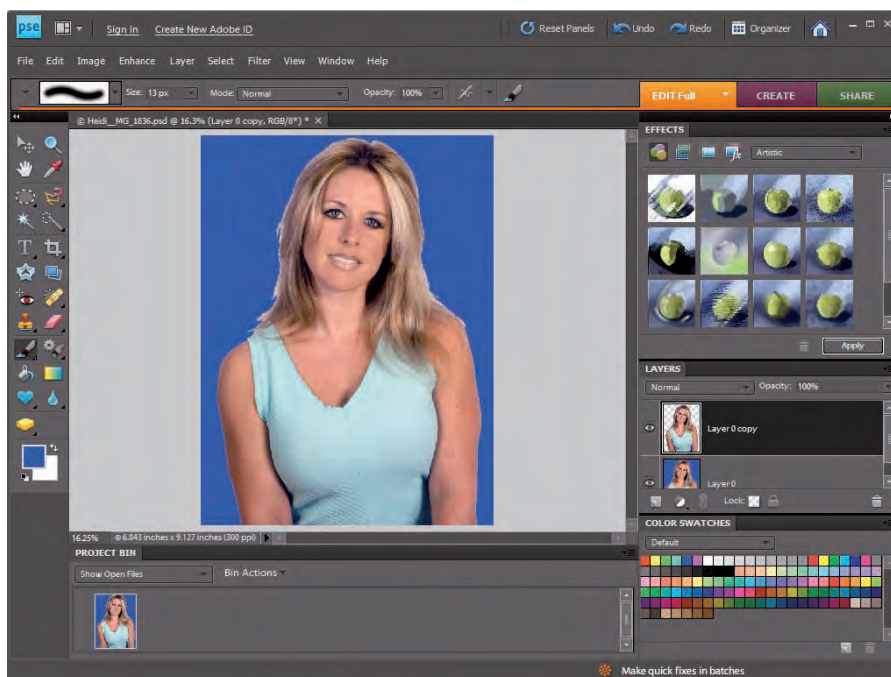 pse Sign In Create New Adobe ID Reset Panels Undo Redo Organizer
File Edit Image Enhance Layer Select Filter View Window Help
Size: 13 px Mode: Normal Opacity: 100% EDIT Full CREATE SHARE
© Heidi__MG_1836.psd @ 16.3% (Layer 0 copy, RGB/8*) *
EFFECTS
Artistic
Apply
LAYERS
Normal Opacity: 100%
Layer 0 copy
Layer 0
Lock:
16.25% 6.843 inches x 9.127 inches (300 ppi)
COLOR SWATCHES
Default
PROJECT BIN
Show Open Files Bin Actions
Make quick fixes in batches